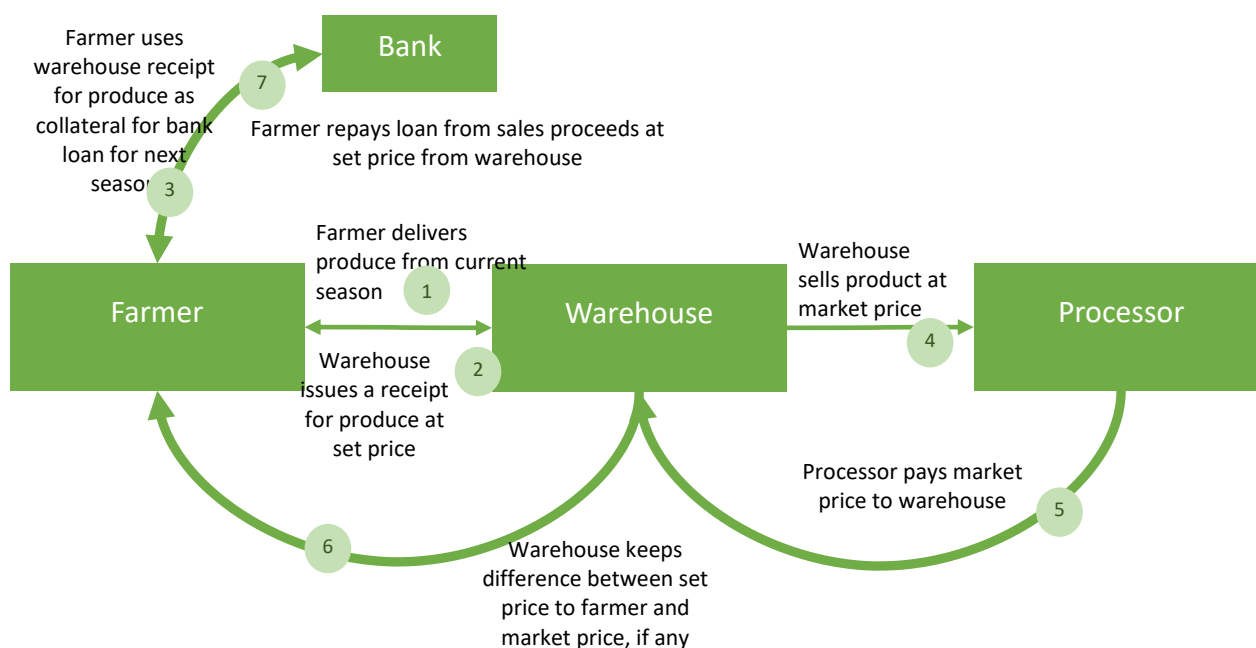 Bank
Farmer uses
warehouse receipt
for produce as
collateral for bank
loan for next
season
7
3
Farmer repays loan from sales proceeds at
set price from warehouse
Farmer
Farmer delivers
produce from current
season
1
Warehouse
issues a receipt
for produce at
set price
2
Warehouse
Warehouse
sells product at
market price
4
Processor
Processor pays market
price to warehouse
5
6
Warehouse keeps
difference between set
price to farmer and
market price, if any